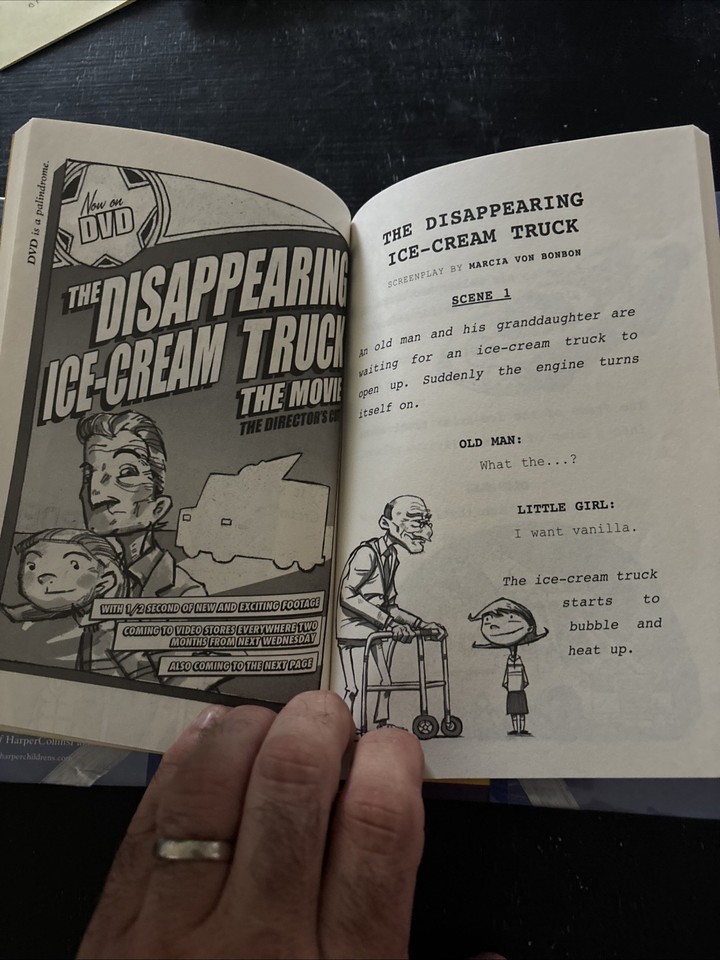 DVD is a palindrome.
Now on
DVD
THE DISAPPEARING
ICE-CREAM TRUCK
THE MOVIE
THE DIRECTOR'S
WITH 1/2 SECOND OF NEW AND EXCITING FOOTAGE
COMING TO VIDEO STORES EVERYWHERE TWO
MONTHS FROM NEXT WEDNESDAY
ALSO COMING TO THE NEXT PAGE
THE DISAPPEARING
ICE-CREAM TRUCK
SCREENPLAY BY MARCIA VON BONBON
SCENE 1
An old man and his granddaughter are
waiting for an ice-cream truck to
open up. Suddenly the engine turns
itself on.
OLD MAN:
What the...?
LITTLE GIRL:
I want vanilla.
The ice-cream truck
starts to
bubble and
heat up.